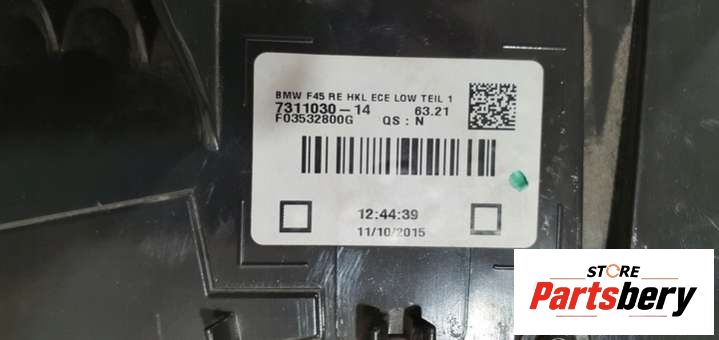 BMW F45 RE HKL ECE LOW TEIL 1
7311030-14 63.21
F03532800G QS : N
12:44:39
11/10/2015
STORE
Partsbery